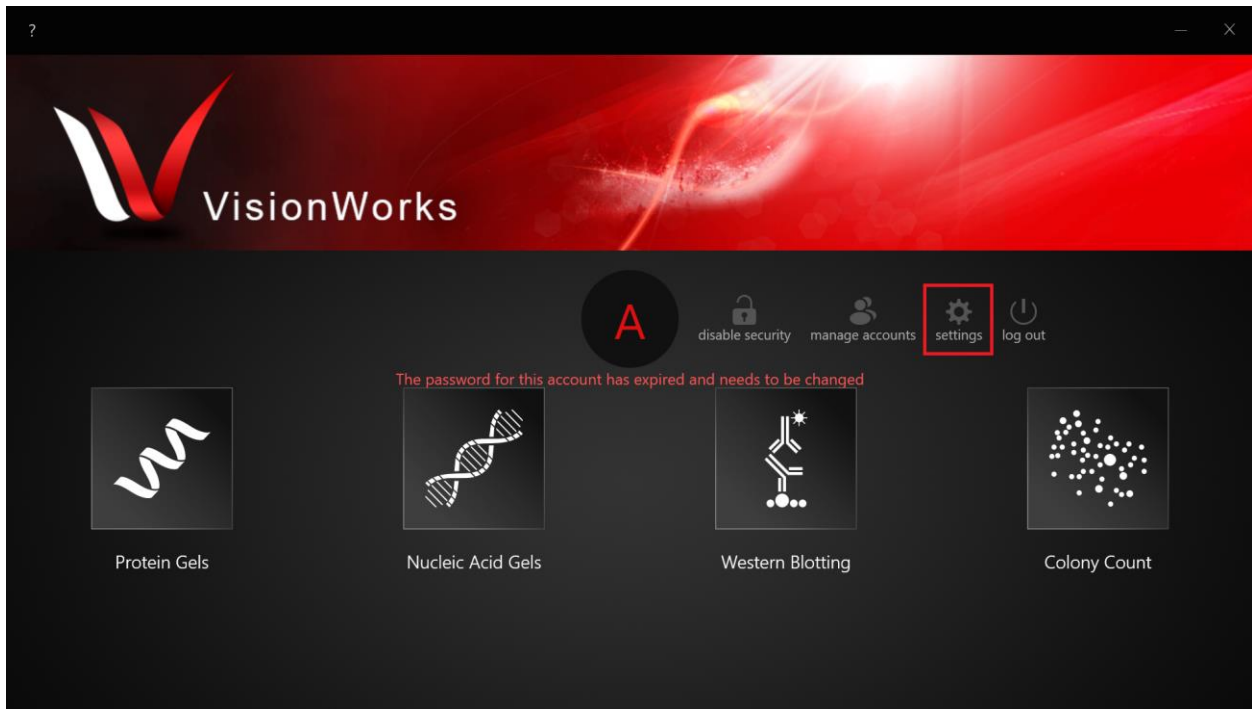 ?
VisionWorks
A
disable security manage accounts settings log out
The password for this account has expired and needs to be changed
Protein Gels Nucleic Acid Gels Western Blotting Colony Count